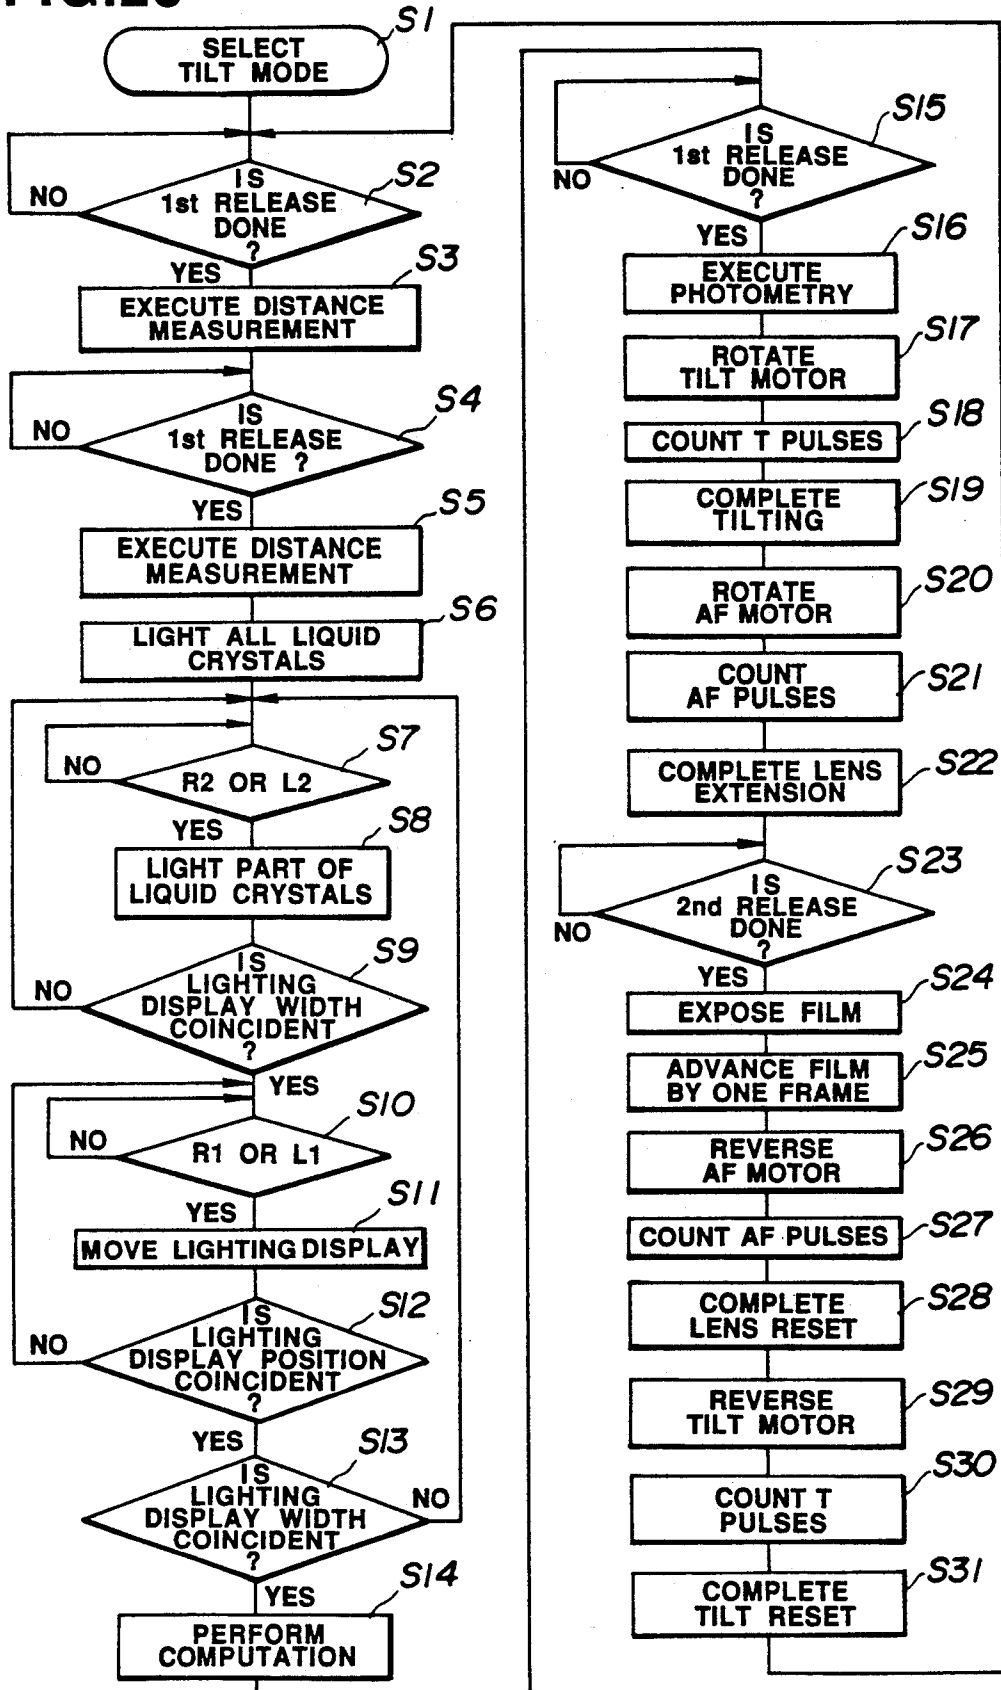 S1
SELECT
TILT MODE
NO
IS
1st RELEASE
DONE
?
S2
YES
S3
EXECUTE DISTANCE
MEASUREMENT
NO
IS
1st RELEASE
DONE ?
S4
YES
S5
EXECUTE DISTANCE
MEASUREMENT
S6
LIGHT ALL LIQUID
CRYSTALS
S7
NO
R2 OR L2
YES
S8
LIGHT PART OF
LIQUID CRYSTALS
S9
NO
IS
LIGHTING
DISPLAY WIDTH
COINCIDENT
?
YES
S10
NO
R1 OR L1
YES
S11
MOVE LIGHTING DISPLAY
S12
NO
IS
LIGHTING
DISPLAY POSITION
COINCIDENT
?
YES
S13
IS
LIGHTING
DISPLAY WIDTH
COINCIDENT
?
NO
YES
S14
PERFORM
COMPUTATION
S15
IS
1st RELEASE
DONE
?
NO
YES
S16
EXECUTE
PHOTOMETRY
S17
ROTATE
TILT MOTOR
S18
COUNT T PULSES
S19
COMPLETE
TILTING
S20
ROTATE
AF MOTOR
S21
COUNT
AF PULSES
S22
COMPLETE LENS
EXTENSION
S23
IS
2nd RELEASE
DONE
?
NO
YES
S24
EXPOSE FILM
S25
ADVANCE FILM
BY ONE FRAME
S26
REVERSE
AF MOTOR
S27
COUNT AF PULSES
S28
COMPLETE
LENS RESET
S29
REVERSE
TILT MOTOR
S30
COUNT T
PULSES
S31
COMPLETE
TILT RESET